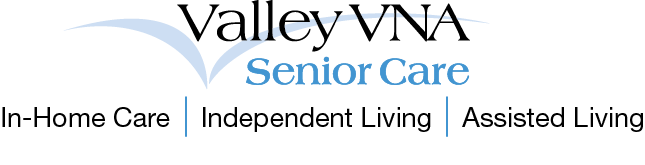 Valley VNA
Senior Care
In-Home Care | Independent Living | Assisted Living